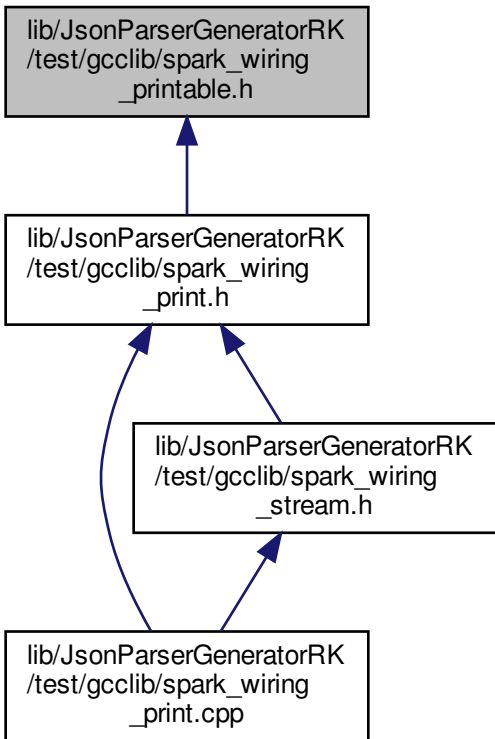 lib/JsonParserGeneratorRK
/test/gcclib/spark_wiring
_printable.h
lib/JsonParserGeneratorRK
/test/gcclib/spark_wiring
_print.h
lib/JsonParserGeneratorRK
/test/gcclib/spark_wiring
_stream.h
lib/JsonParserGeneratorRK
/test/gcclib/spark_wiring
_print.cpp